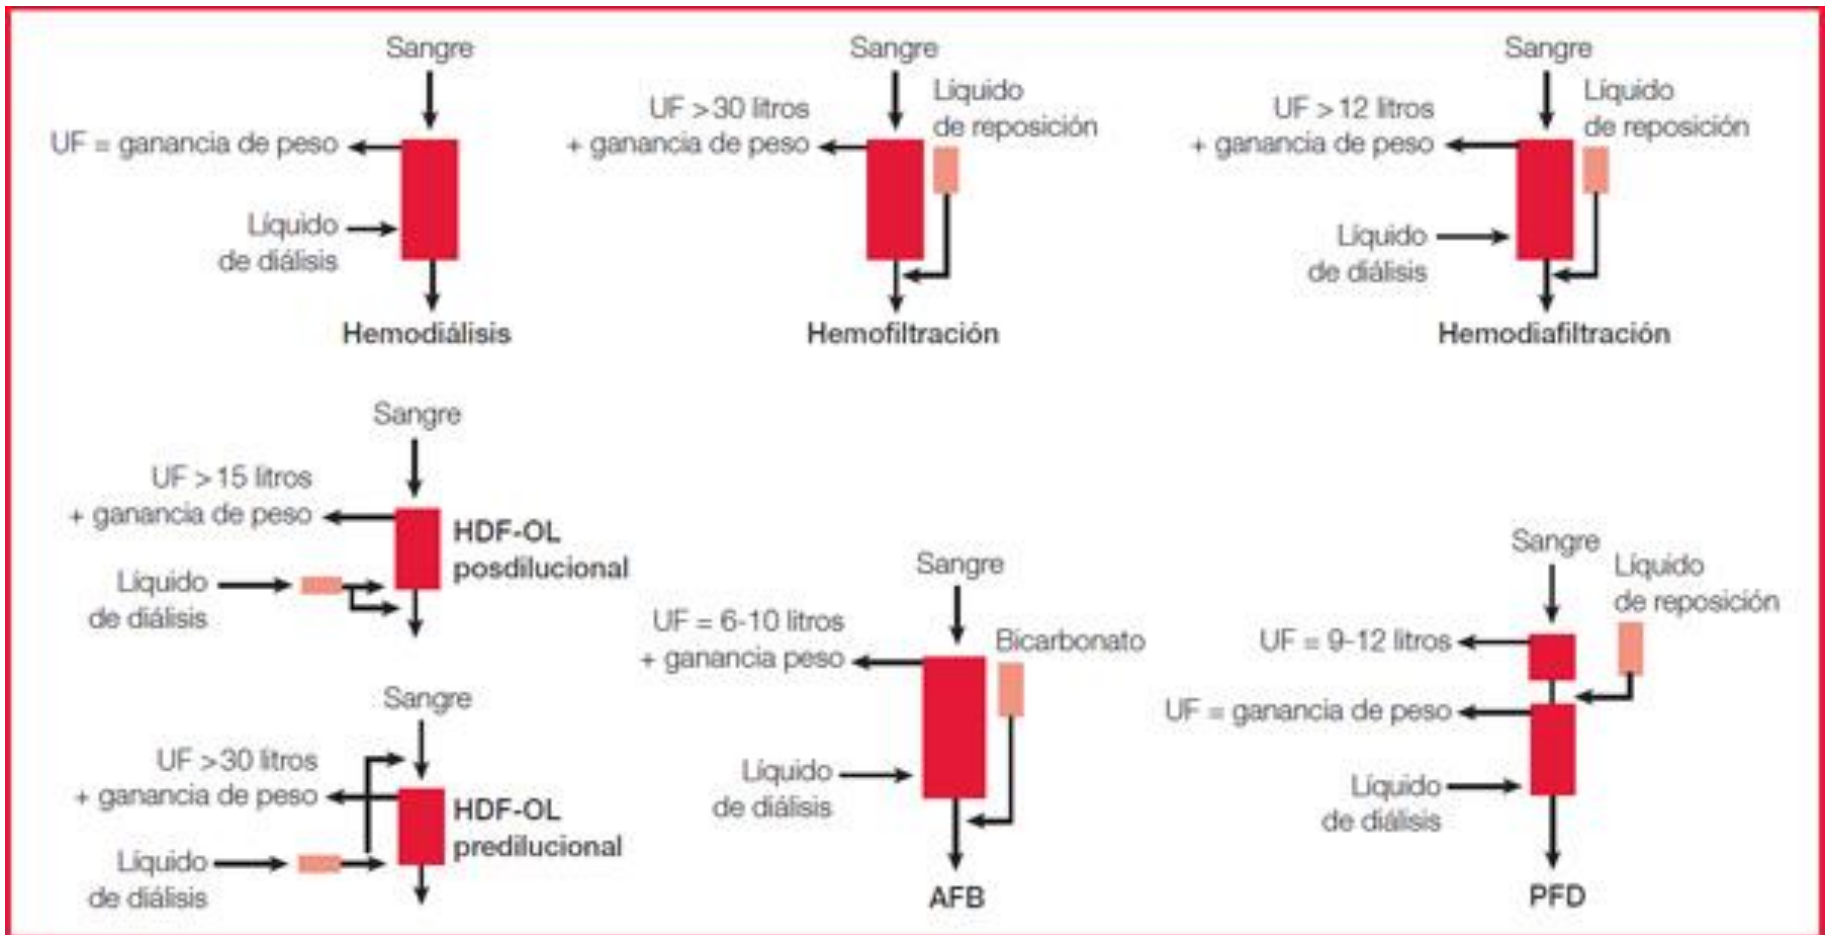 Sangre
UF = ganancia de peso
Líquido
de diálisis
Hemodiálisis
Sangre
UF >30 litros
+ ganancia de peso
Líquido
de reposición
Hemofiltración
Sangre
UF >12 litros
+ ganancia de peso
Líquido
de reposición
Líquido
de diálisis
Hemodiafiltración
Sangre
UF >15 litros
+ ganancia de peso
HDF-OL
posdilucional
Líquido
de diálisis
Sangre
UF >30 litros
+ ganancia de peso
HDF-OL
predilucional
Líquido
de diálisis
Sangre
UF = 6-10 litros
+ ganancia peso
Bicarbonato
Líquido
de diálisis
AFB
Sangre
Líquido
de reposición
UF = 9-12 litros
UF = ganancia de peso
Líquido
de diálisis
PFD